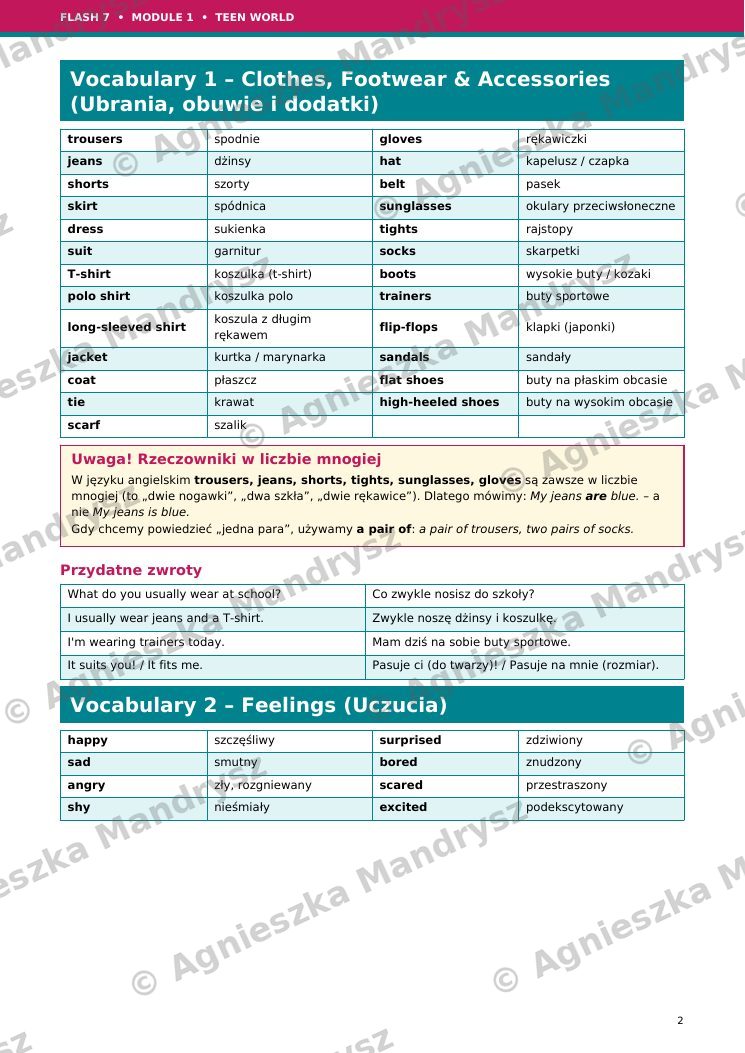 FLASH 7 • MODULE 1 • TEEN WORLD
Vocabulary 1 – Clothes, Footwear & Accessories
(Ubrania, obuwie i dodatki)
trousers spodnie gloves rękawiczki
jeans dżinsy hat kapelusz / czapka
shorts szorty belt pasek
skirt spódnica sunglasses okulary przeciwsłoneczne
dress sukienka tights rajstopy
suit garnitur socks skarpetki
T-shirt koszulka (t-shirt) boots wysokie buty / kozaki
polo shirt koszulka polo trainers buty sportowe
long-sleeved shirt koszula z długim rękawem flip-flops klapki (japonki)
jacket kurtka / marynarka sandals sandały
coat płaszcz flat shoes buty na płaskim obcasie
tie krawat high-heeled shoes buty na wysokim obcasie
scarf szalik
Uwaga! Rzeczowniki w liczbie mnogiej
W języku angielskim trousers, jeans, shorts, tights, sunglasses, gloves są zawsze w liczbie
mnogiej (to „dwie nogawki”, „dwa szkła”, „dwie rękawice”). Dlatego mówimy: My jeans are blue. – a
nie My jeans is blue.
Gdy chcemy powiedzieć „jedna para”, używamy a pair of: a pair of trousers, two pairs of socks.
Przydatne zwroty
What do you usually wear at school? Co zwykle nosisz do szkoły?
I usually wear jeans and a T-shirt. Zwykle noszę dżinsy i koszulkę.
I'm wearing trainers today. Mam dziś na sobie buty sportowe.
It suits you! / It fits me. Pasuje ci (do twarzy)! / Pasuje na mnie (rozmiar).
Vocabulary 2 – Feelings (Uczucia)
happy szczęśliwy surprised zdziwiony
sad smutny bored znudzony
angry zły, rozgniewany scared przestraszony
shy nieśmiały excited podekscytowany
© Agnieszka Mandrysz
2